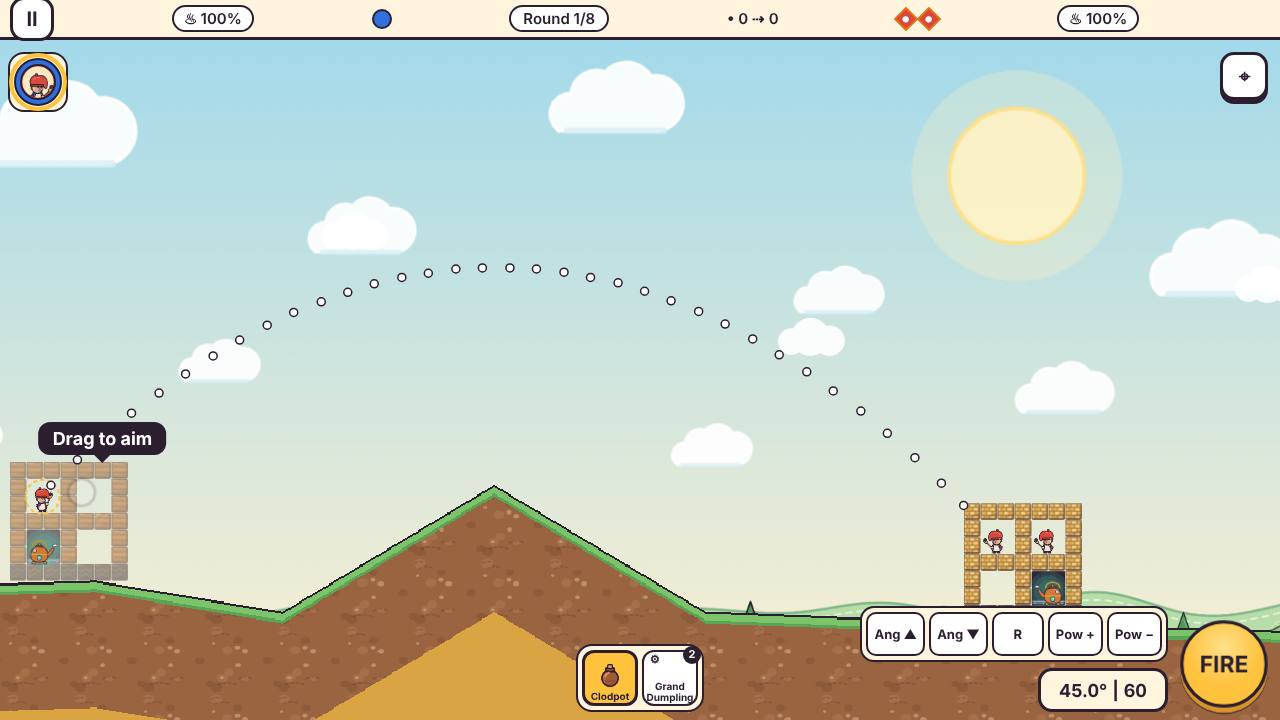 100%
Round 1/8
• 0 ⇢ 0
100%
Drag to aim
Ang ▲
Ang ▼
R
Pow +
Pow −
FIRE
45.0° | 60
Clodpot
2
Grand
Dumpling